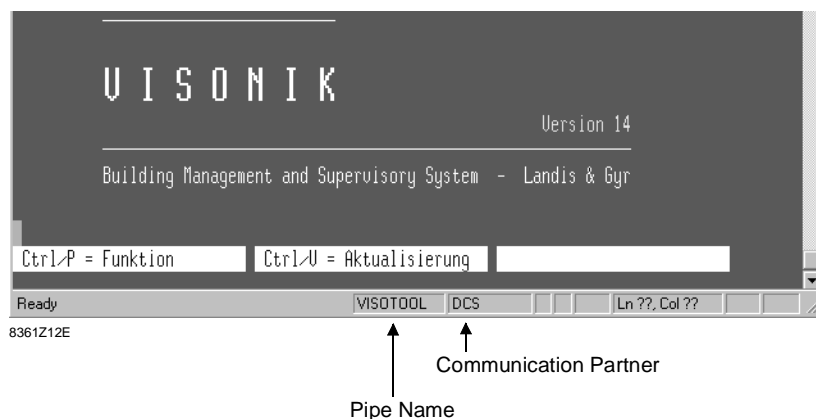 VISONIK
Version 14
Building Management and Supervisory System - Landis & Gyr
Ctrl/P = Funktion Ctrl/V = Aktualisierung
Ready VISOTOOL DCS Ln ??, Col ??
8361Z12E
Communication Partner
Pipe Name